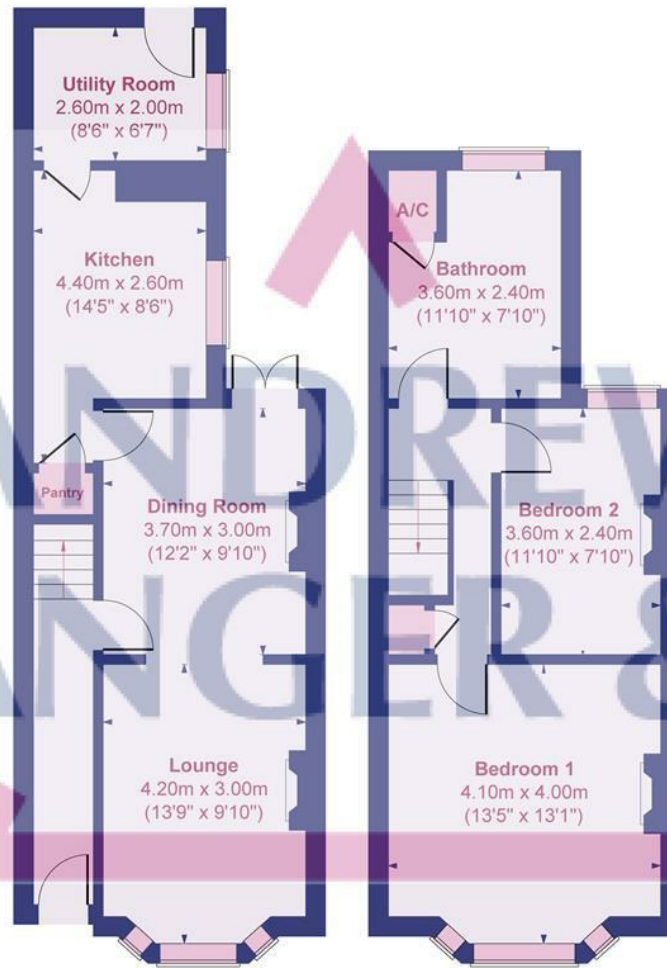 Utility Room
2.60m x 2.00m
(8'6" x 6'7")
Kitchen
4.40m x 2.60m
(14'5" x 8'6")
Pantry
Dining Room
3.70m x 3.00m
(12'2" x 9'10")
Lounge
4.20m x 3.00m
(13'9" x 9'10")
A/C
Bathroom
3.60m x 2.40m
(11'10" x 7'10")
Bedroom 2
3.60m x 2.40m
(11'10" x 7'10")
Bedroom 1
4.10m x 4.00m
(13'5" x 13'1")
ANDREW
ANGER &